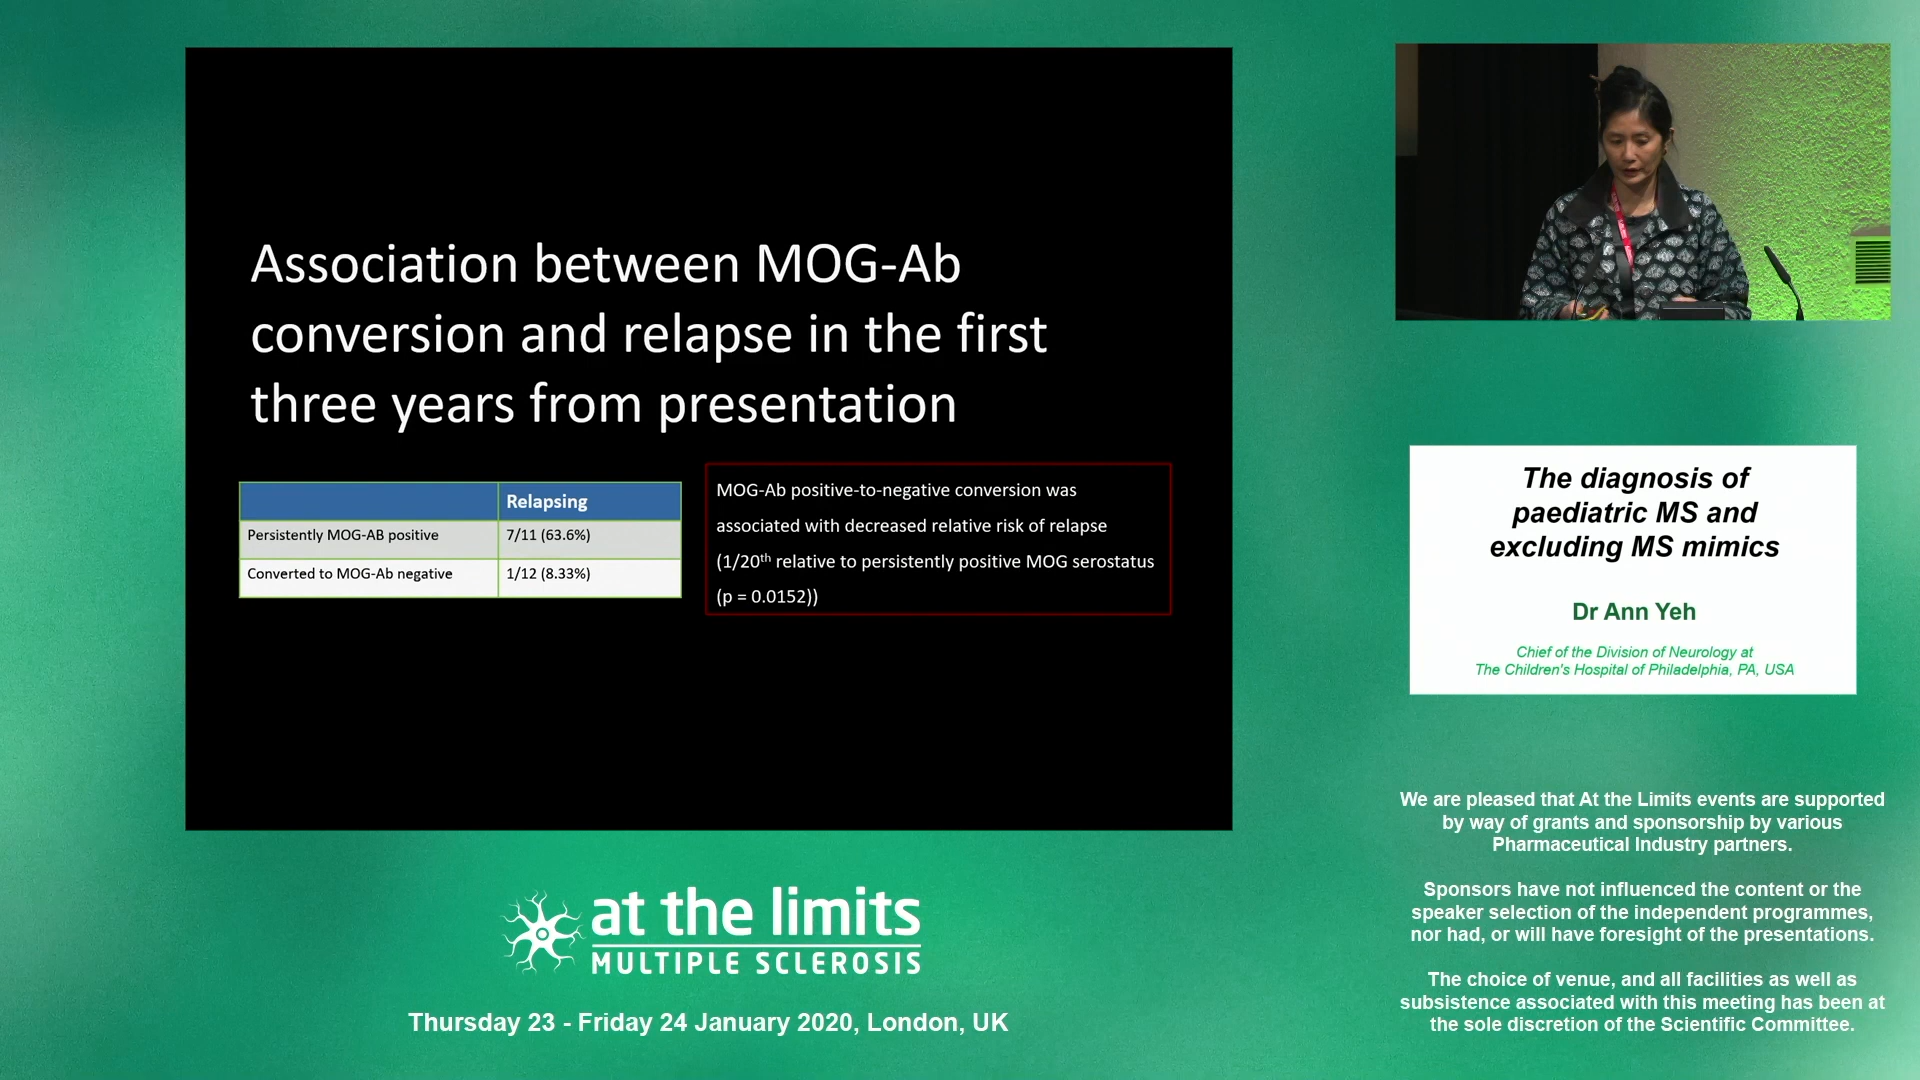 Association between MOG-Ab
conversion and relapse in the first
three years from presentation
Relapsing
Persistently MOG-AB positive 7/11 (63.6%)
Converted to MOG-Ab negative 1/12 (8.33%)
MOG-Ab positive-to-negative conversion was
associated with decreased relative risk of relapse
(1/20th relative to persistently positive MOG serostatus
(p = 0.0152))
The diagnosis of
paediatric MS and
excluding MS mimics
Dr Ann Yeh
Chief of the Division of Neurology at
The Children's Hospital of Philadelphia, PA, USA
We are pleased that At the Limits events are supported
by way of grants and sponsorship by various
Pharmaceutical Industry partners.
Sponsors have not influenced the content or the
speaker selection of the independent programmes,
nor had, or will have foresight of the presentations.
The choice of venue, and all facilities as well as
subsistence associated with this meeting has been at
the sole discretion of the Scientific Committee.
at the limits
MULTIPLE SCLEROSIS
Thursday 23 - Friday 24 January 2020, London, UK